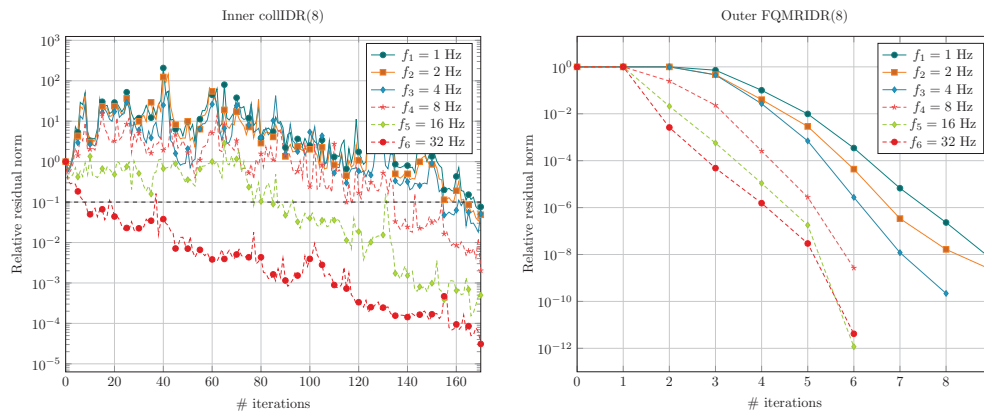 Inner collIDR(8)
10^3
10^2
10^1
10^0
10^−1
10^−2
10^−3
10^−4
10^−5
Relative residual norm
f_1 = 1 Hz
f_2 = 2 Hz
f_3 = 4 Hz
f_4 = 8 Hz
f_5 = 16 Hz
f_6 = 32 Hz
0 20 40 60 80 100 120 140 160
# iterations
Outer FQMRIDR(8)
10^0
10^−2
10^−4
10^−6
10^−8
10^−10
10^−12
Relative residual norm
f_1 = 1 Hz
f_2 = 2 Hz
f_3 = 4 Hz
f_4 = 8 Hz
f_5 = 16 Hz
f_6 = 32 Hz
0 1 2 3 4 5 6 7 8
# iterations